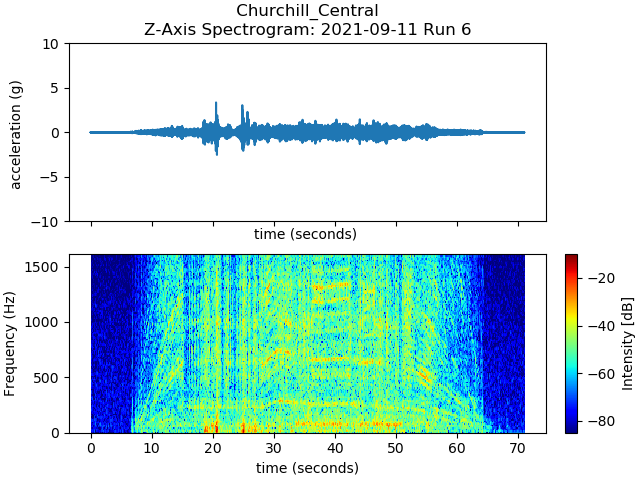 Churchill_Central
Z-Axis Spectrogram: 2021-09-11 Run 6
10
5
0
−5
−10
acceleration (g)
time (seconds)
1500
1000
500
0
Frequency (Hz)
0 10 20 30 40 50 60 70
time (seconds)
−20
−40
−60
−80
Intensity [dB]